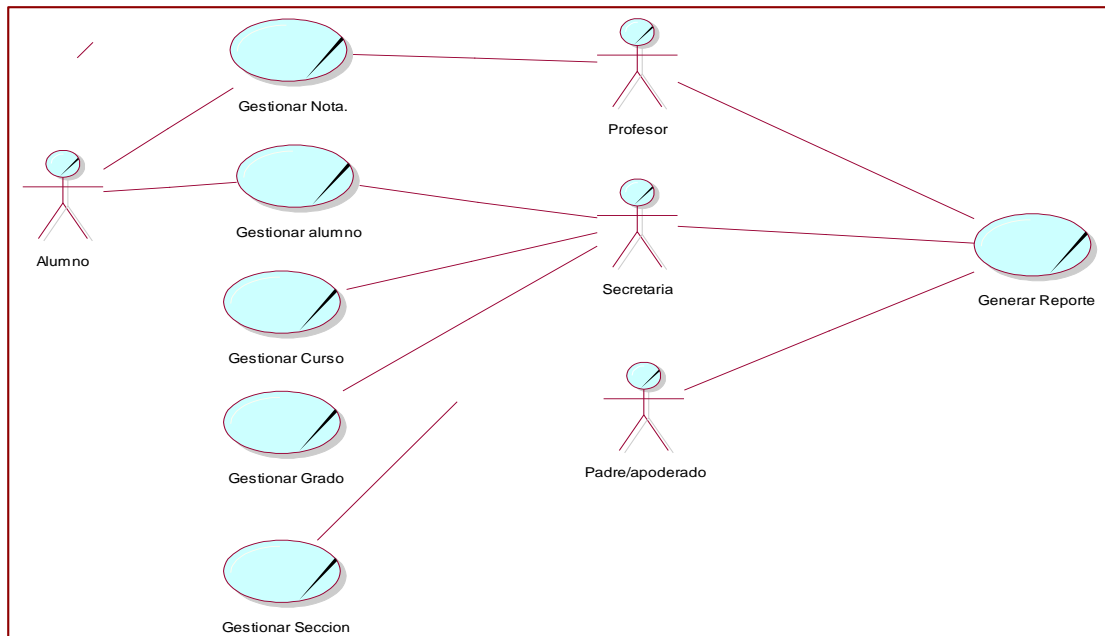 Gestionar Nota.
Profesor
Gestionar alumno
Alumno
Secretaria
Generar Reporte
Gestionar Curso
Gestionar Grado
Padre/apoderado
Gestionar Seccion